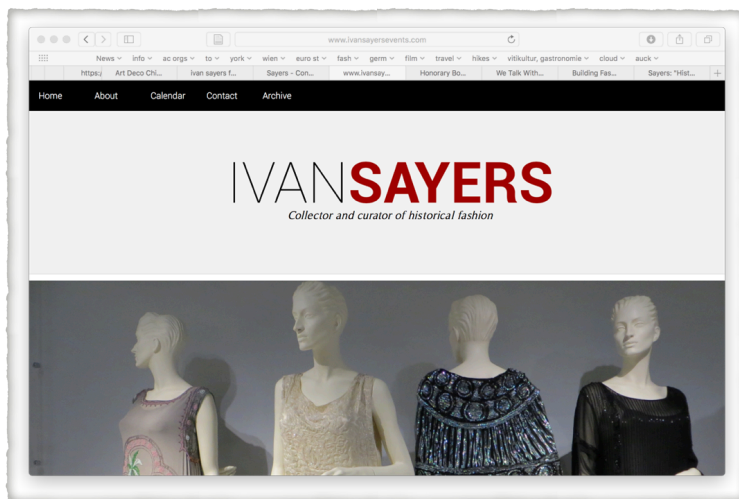 www.ivansayersevents.com
News info ac orgs to york wien euro st fash germ film travel hikes vitikultur, gastronomie cloud auck
https:/ Art Deco Chi... ivan sayers f... Sayers - Con... www.ivansay... Honorary Bo... We Talk With... Building Fas... Sayers: "Hist...
Home About Calendar Contact Archive
IVANSAYERS
Collector and curator of historical fashion